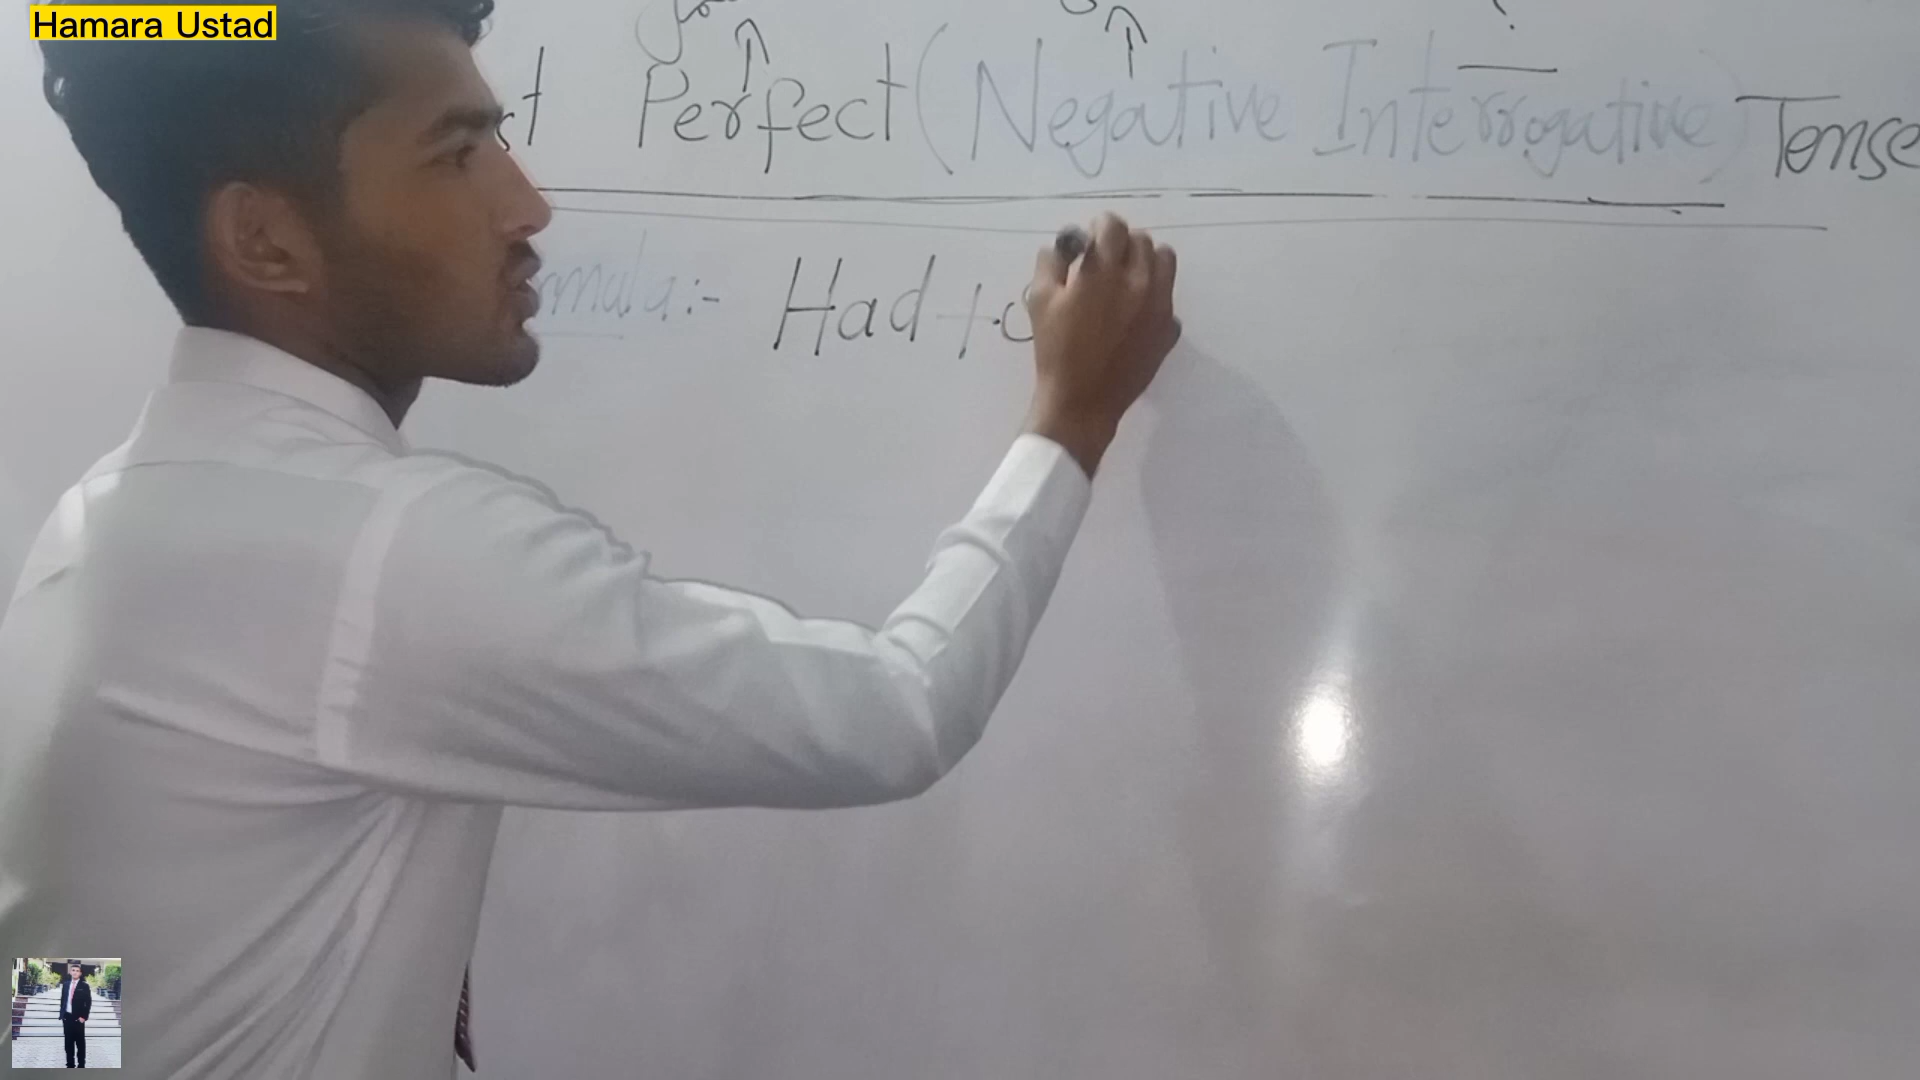 Hamara Ustad
Perfect (Negative Interrogative) Tense
:- Had +